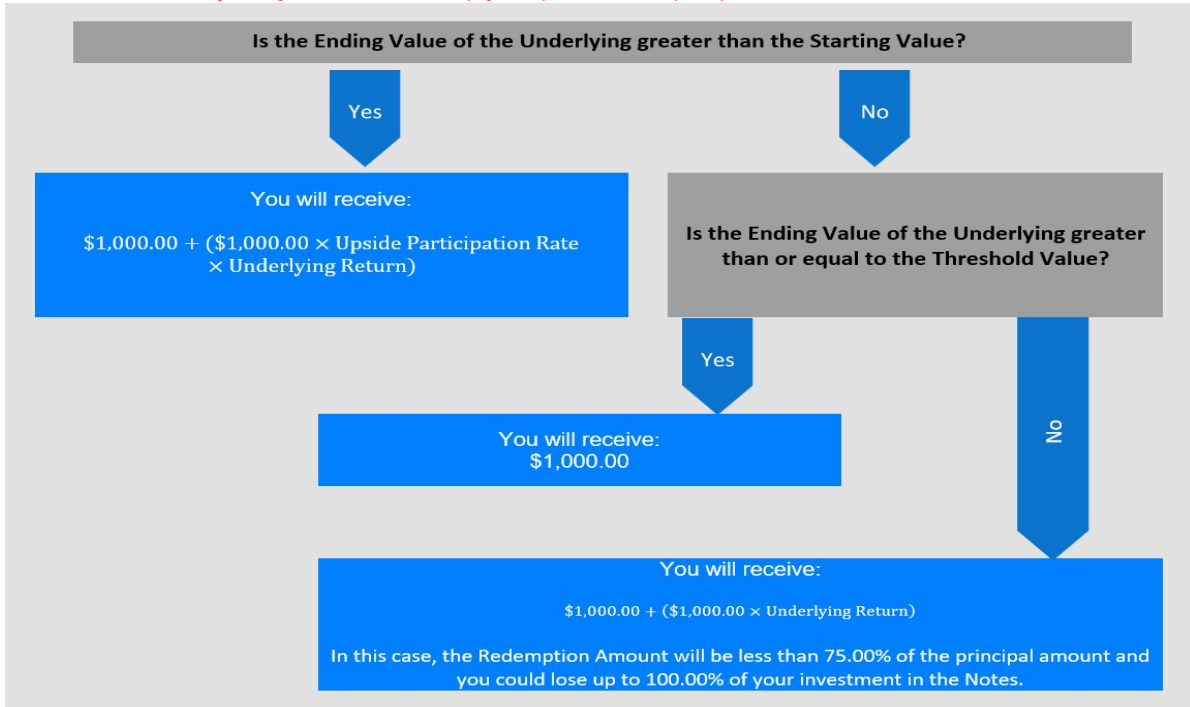 Is the Ending Value of the Underlying greater than the Starting Value?
Yes
No
You will receive:
$1,000.00 + ($1,000.00 × Upside Participation Rate
× Underlying Return)
Is the Ending Value of the Underlying greater
than or equal to the Threshold Value?
Yes
No
You will receive:
$1,000.00
You will receive:
$1,000.00 + ($1,000.00 × Underlying Return)
In this case, the Redemption Amount will be less than 75.00% of the principal amount and
you could lose up to 100.00% of your investment in the Notes.